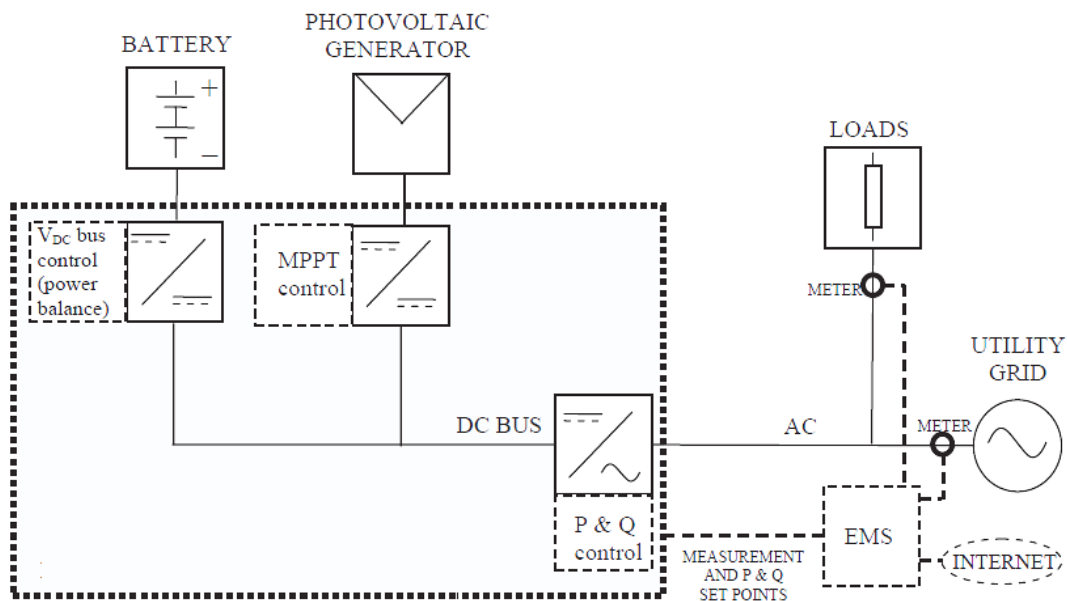 BATTERY
PHOTOVOLTAIC
GENERATOR
+
−
LOADS
V_DC bus
control
(power
balance)
MPPT
control
METER
UTILITY
GRID
DC BUS
AC
METER
P & Q
control
EMS
MEASUREMENT
AND P & Q
SET POINTS
INTERNET